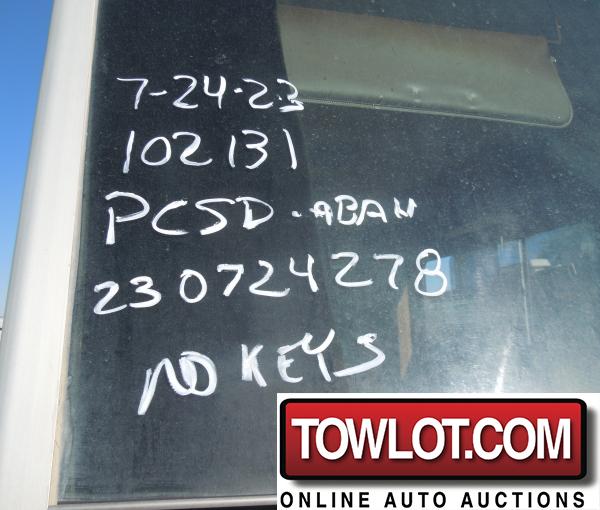 7-24-23
102131
PCSD-ABAN
230724278
NO KEYS
TOWLOT.COM
ONLINE AUTO AUCTIONS